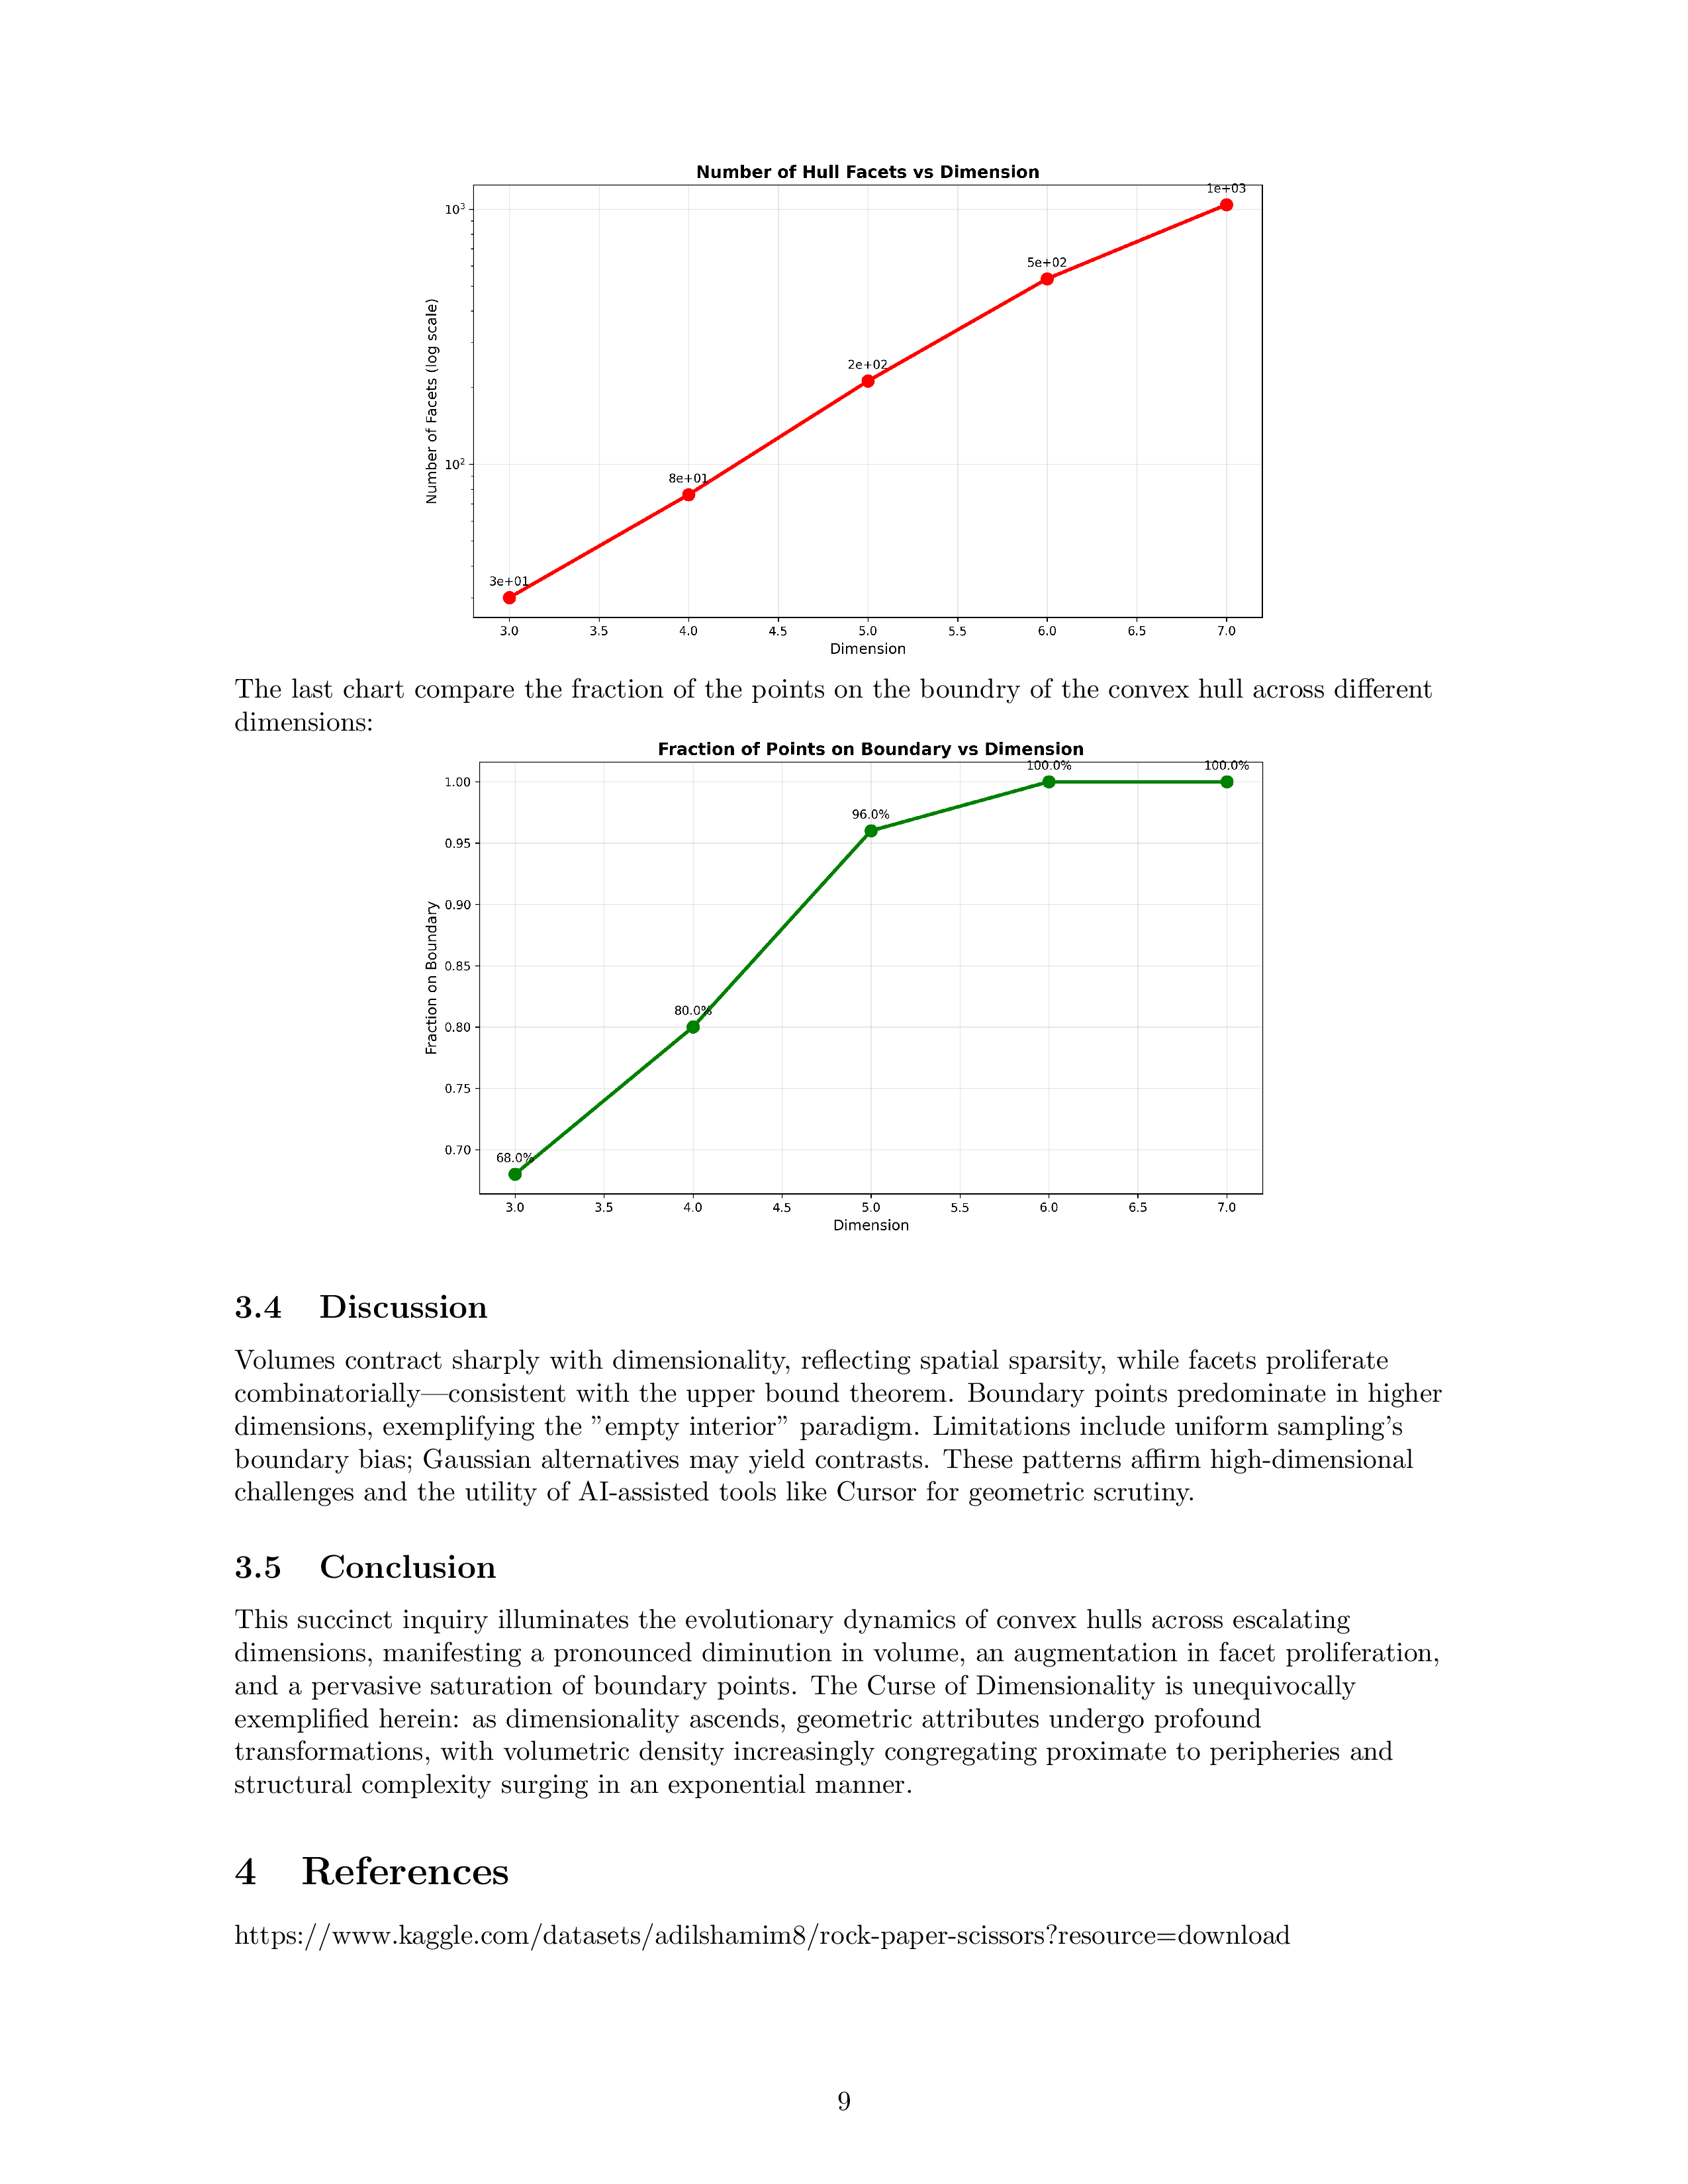 Number of Hull Facets vs Dimension
Number of Facets (log scale)
10³
10²
3e+01
8e+01
2e+02
5e+02
1e+03
3.0 3.5 4.0 4.5 5.0 5.5 6.0 6.5 7.0
Dimension
The last chart compare the fraction of the points on the boundry of the convex hull across different
dimensions:
Fraction of Points on Boundary vs Dimension
Fraction on Boundary
1.00
0.95
0.90
0.85
0.80
0.75
0.70
68.0%
80.0%
96.0%
100.0%
100.0%
3.0 3.5 4.0 4.5 5.0 5.5 6.0 6.5 7.0
Dimension
3.4 Discussion
Volumes contract sharply with dimensionality, reflecting spatial sparsity, while facets proliferate
combinatorially—consistent with the upper bound theorem. Boundary points predominate in higher
dimensions, exemplifying the ”empty interior” paradigm. Limitations include uniform sampling’s
boundary bias; Gaussian alternatives may yield contrasts. These patterns affirm high-dimensional
challenges and the utility of AI-assisted tools like Cursor for geometric scrutiny.
3.5 Conclusion
This succinct inquiry illuminates the evolutionary dynamics of convex hulls across escalating
dimensions, manifesting a pronounced diminution in volume, an augmentation in facet proliferation,
and a pervasive saturation of boundary points. The Curse of Dimensionality is unequivocally
exemplified herein: as dimensionality ascends, geometric attributes undergo profound
transformations, with volumetric density increasingly congregating proximate to peripheries and
structural complexity surging in an exponential manner.
4 References
https://www.kaggle.com/datasets/adilshamim8/rock-paper-scissors?resource=download
9